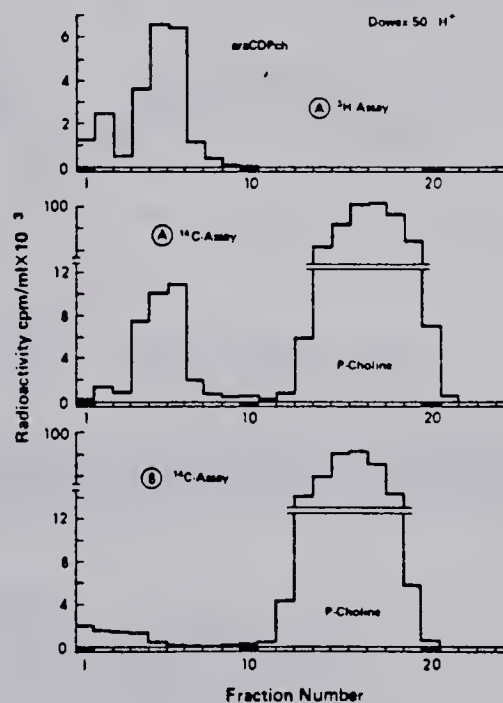 Dowex 50 H+
araCDPch
A ³H Assay
6
4
2
0
1 10 20
100
A ¹⁴C-Assay
12
8
4
0
P-Choline
1 10 20
100
B ¹⁴C-Assay
12
8
4
0
P-Choline
1 10 20
Radioactivity cpm/ml X 10 3
Fraction Number